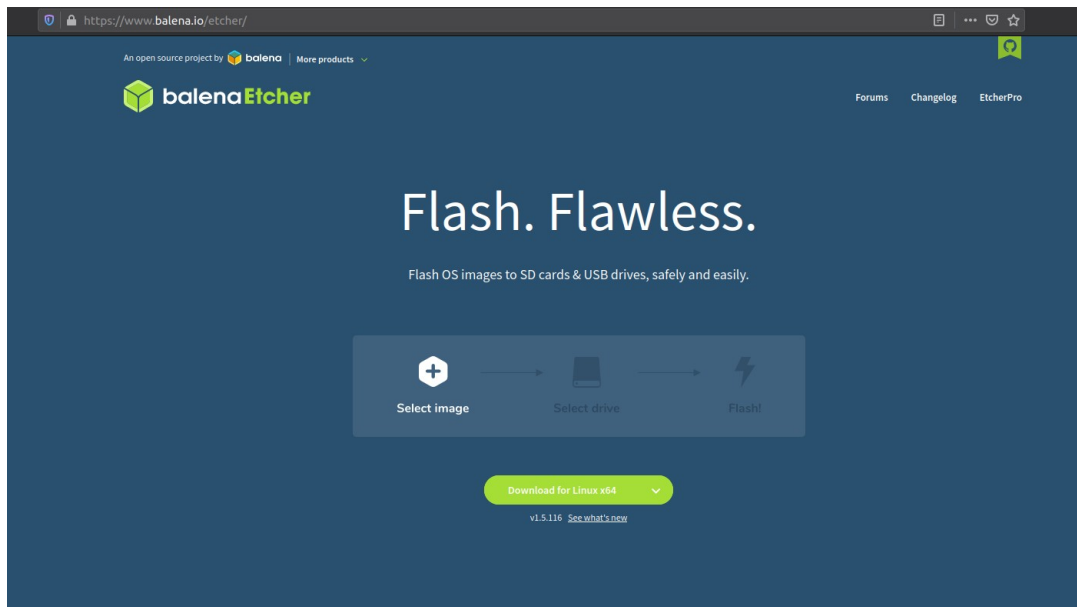 https://www.balena.io/etcher/
An open source project by balena | More products
balenaEtcher
Forums Changelog EtcherPro
Flash. Flawless.
Flash OS images to SD cards & USB drives, safely and easily.
Select image Select drive Flash!
Download for Linux x64
v1.5.116 See what's new